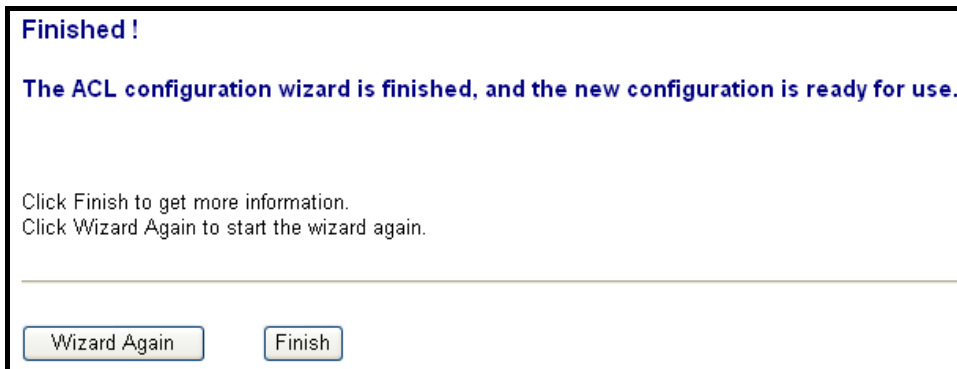 Finished !
The ACL configuration wizard is finished, and the new configuration is ready for use.
Click Finish to get more information.
Click Wizard Again to start the wizard again.
Wizard Again
Finish